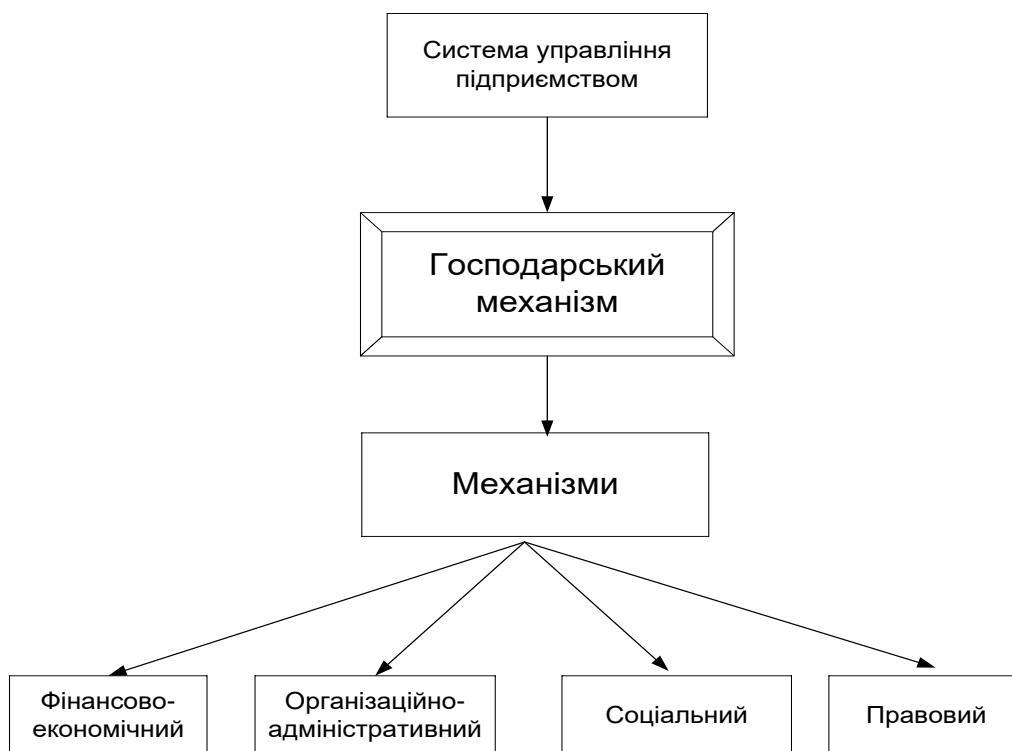 Система управління
підприємством
Господарський
механізм
Механізми
Фінансово-
економічний
Організаційно-
адміністративний
Соціальний
Правовий